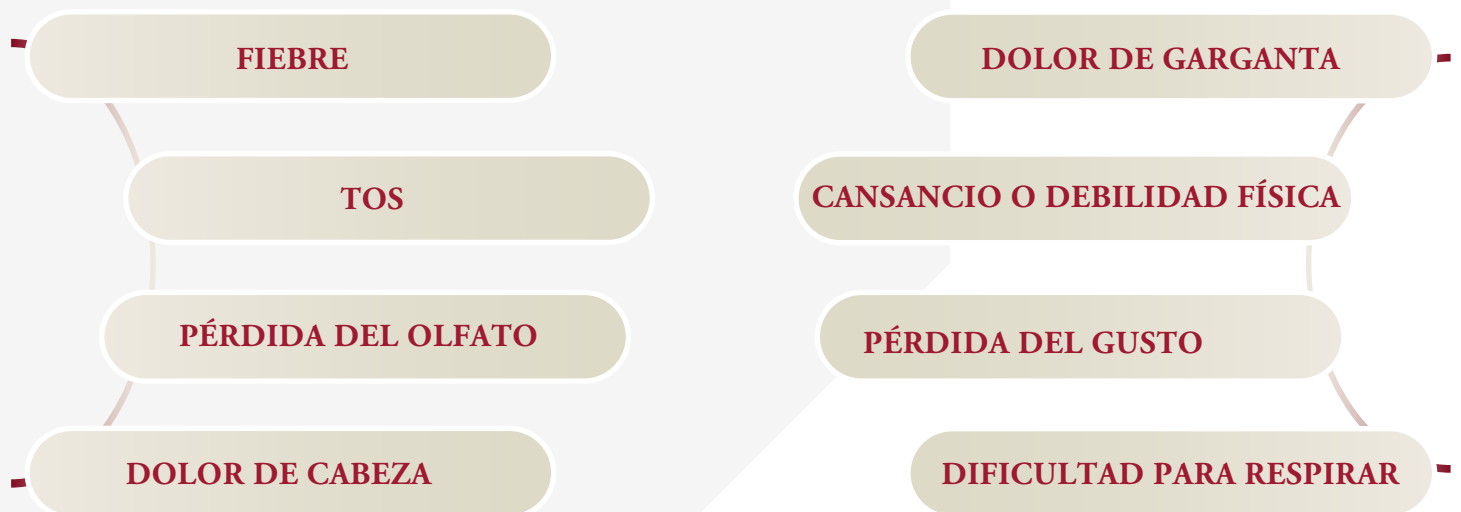 FIEBRE
TOS
PÉRDIDA DEL OLFATO
DOLOR DE CABEZA
DOLOR DE GARGANTA
CANSANCIO O DEBILIDAD FÍSICA
PÉRDIDA DEL GUSTO
DIFICULTAD PARA RESPIRAR